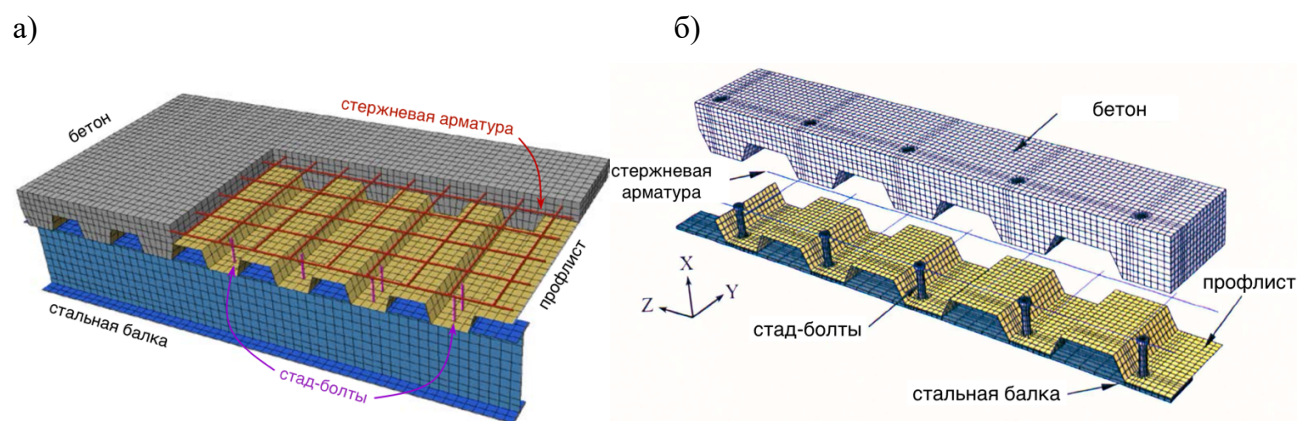 а)
б)
бетон
стержневая арматура
профлист
стальная балка
стад-болты
бетон
стержневая
арматура
X
Z
Y
профлист
стад-болты
стальная балка